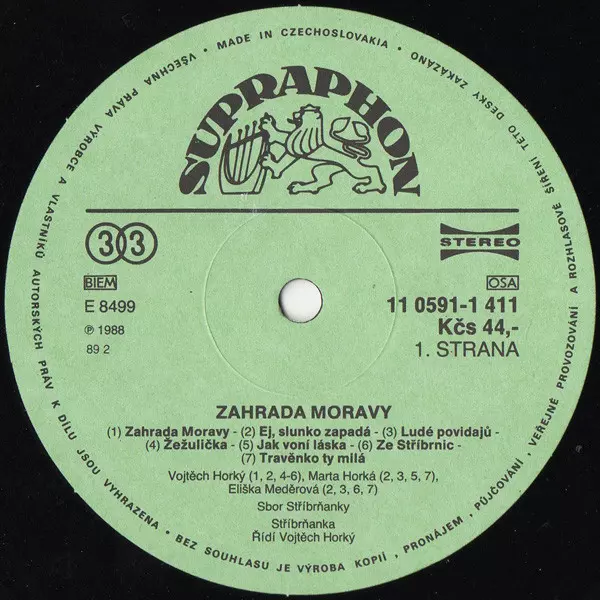 VŠECHNA PRÁVA VÝROBCE A VLASTNÍKŮ AUTORSKÝCH PRÁV K DÍLU JSOU VYHRAZENA • BEZ SOUHLASU JE VÝROBA KOPIÍ, PRONÁJEM, PŮJČOVÁNÍ, VEŘEJNÉ PROVOZOVÁNÍ A ROZHLASOVÉ ŠÍŘENÍ TÉTO DESKY ZAKÁZÁNO • MADE IN CZECHOSLOVAKIA •
SUPRAPHON
33
STEREO
BIEM
OSA
E 8499
11 0591-1 411
℗ 1988
Kčs 44,-
89 2
1. STRANA
ZAHRADA MORAVY
(1) Zahrada Moravy - (2) Ej, slunko zapadá - (3) Ludé povidajů -
(4) Žežulička - (5) Jak voní láska - (6) Ze Stříbrnic -
(7) Travěnko ty milá
Vojtěch Horký (1, 2, 4-6), Marta Horká (2, 3, 5, 7),
Eliška Meděrová (2, 3, 6, 7)
Sbor Stříbrňanky
Stříbrňanka
Řídí Vojtěch Horký